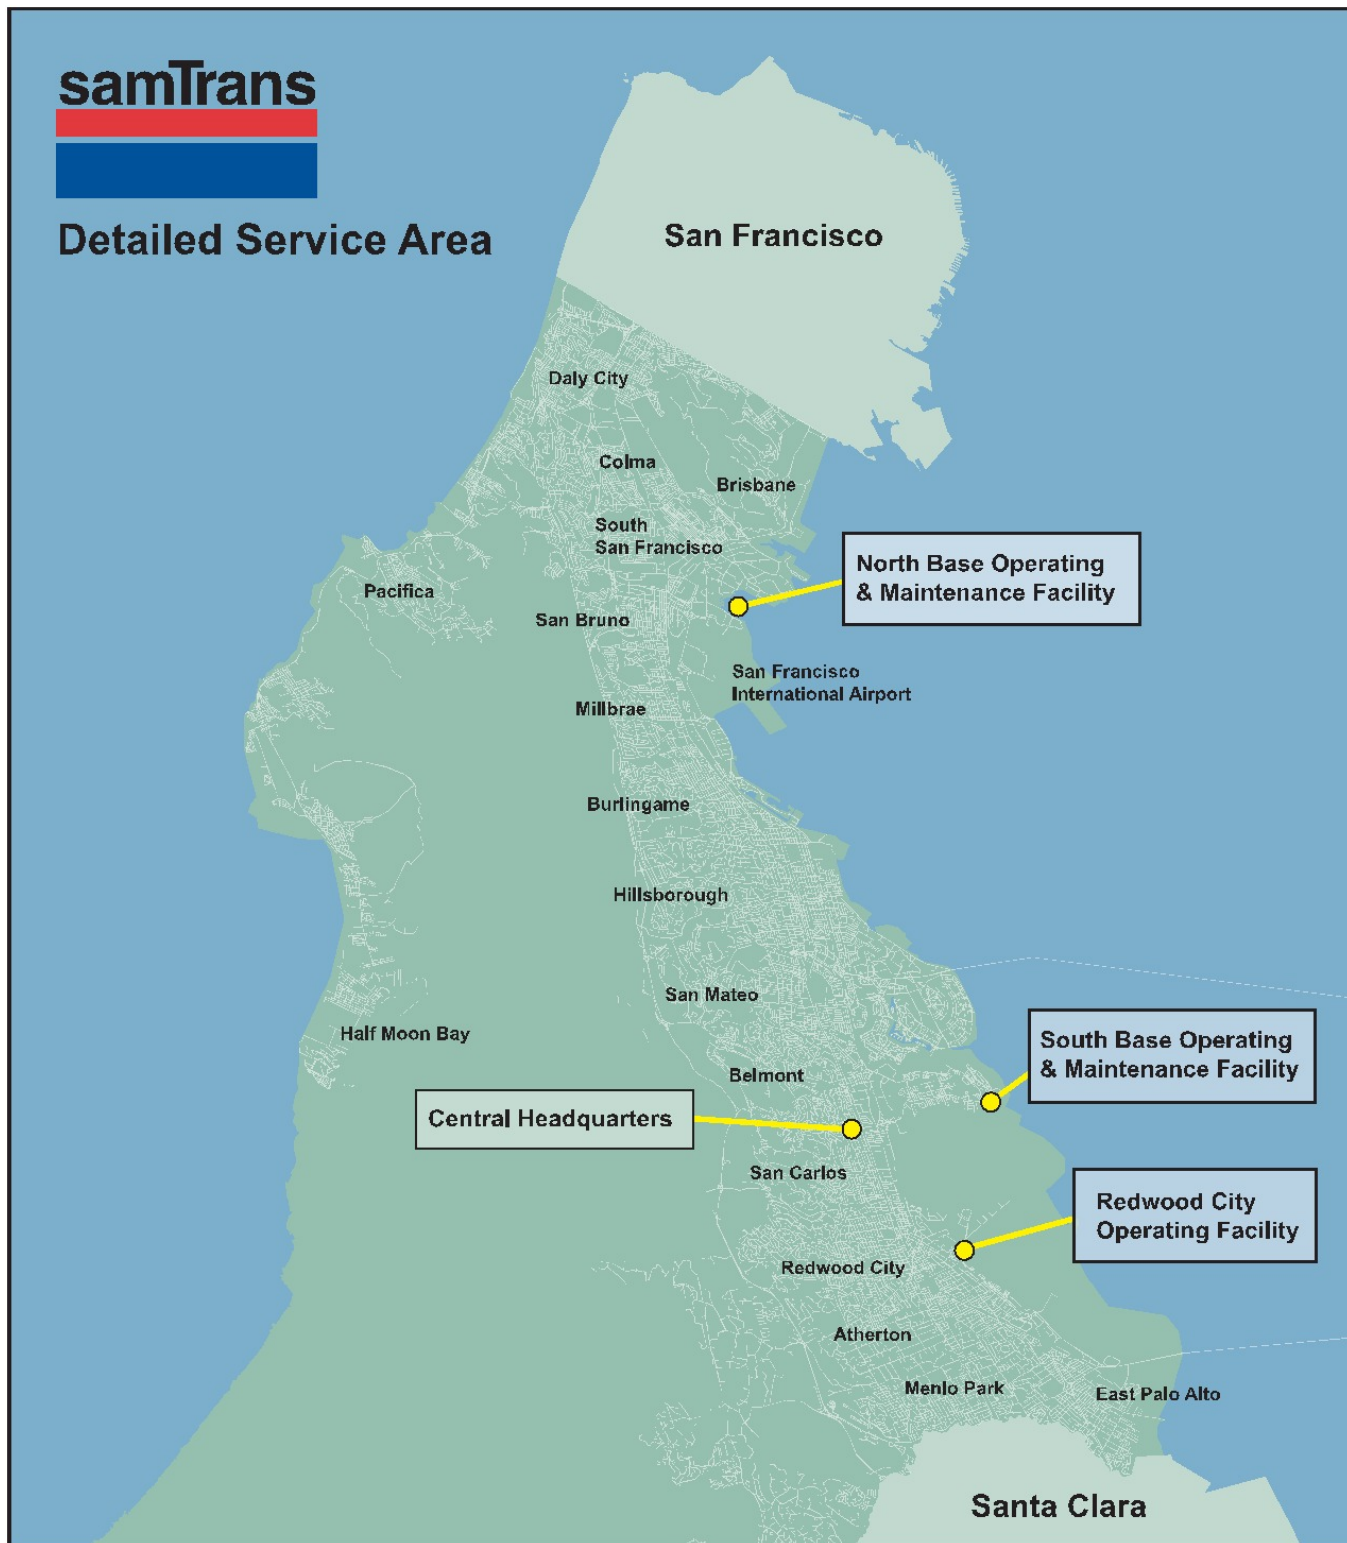 samTrans
Detailed Service Area
San Francisco
Daly City
Colma
Brisbane
South
San Francisco
North Base Operating
& Maintenance Facility
Pacifica
San Bruno
San Francisco
International Airport
Millbrae
Burlingame
Hillsborough
San Mateo
Half Moon Bay
South Base Operating
& Maintenance Facility
Belmont
Central Headquarters
San Carlos
Redwood City
Operating Facility
Redwood City
Atherton
Menlo Park
East Palo Alto
Santa Clara